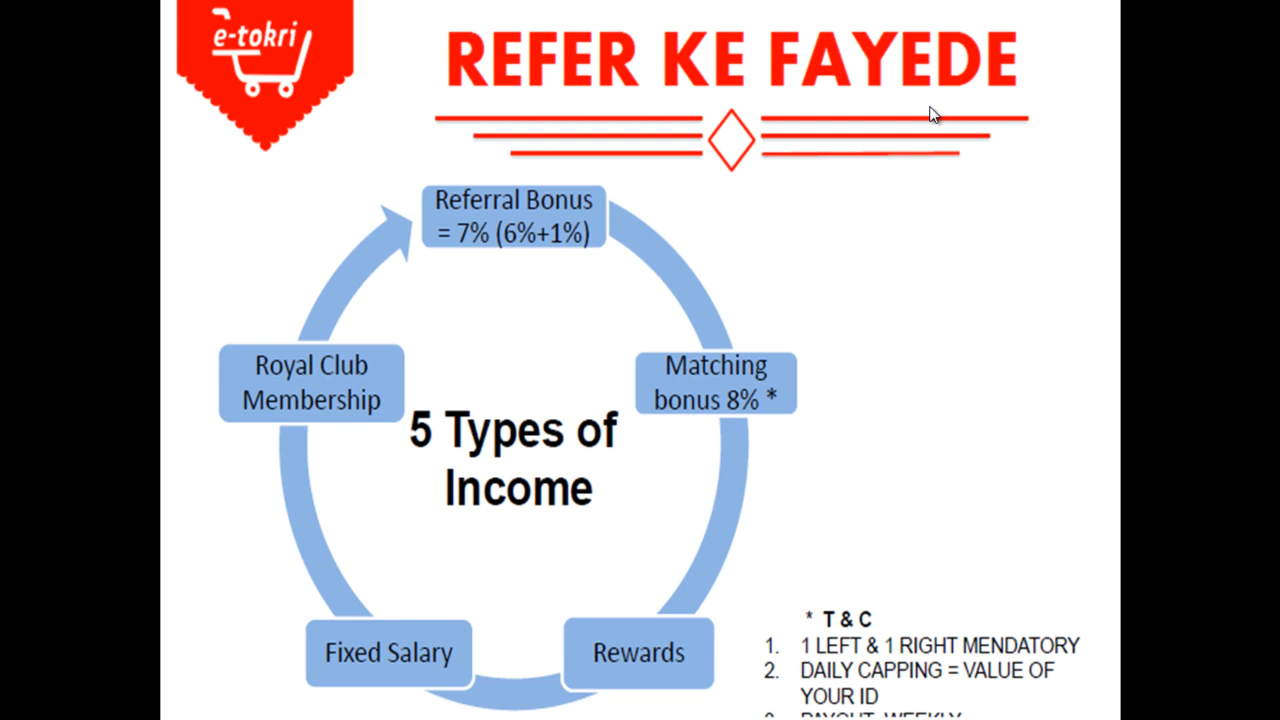 e-tokri
REFER KE FAYEDE
Referral Bonus
= 7% (6%+1%)
Royal Club
Membership
Matching
bonus 8% *
5 Types of
Income
Fixed Salary
Rewards
* T & C
1. 1 LEFT & 1 RIGHT MENDATORY
2. DAILY CAPPING = VALUE OF
YOUR ID